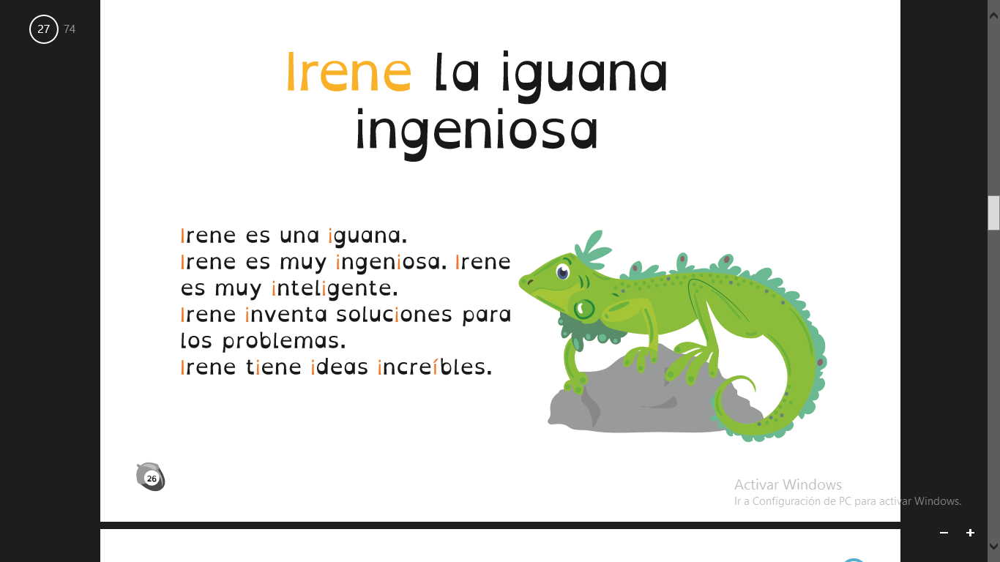 27 74
Irene la iguana
ingeniosa
Irene es una iguana.
Irene es muy ingeniosa. Irene
es muy inteligente.
Irene inventa soluciones para
los problemas.
Irene tiene ideas increíbles.
26
Activar Windows
Ir a Configuración de PC para activar Windows.